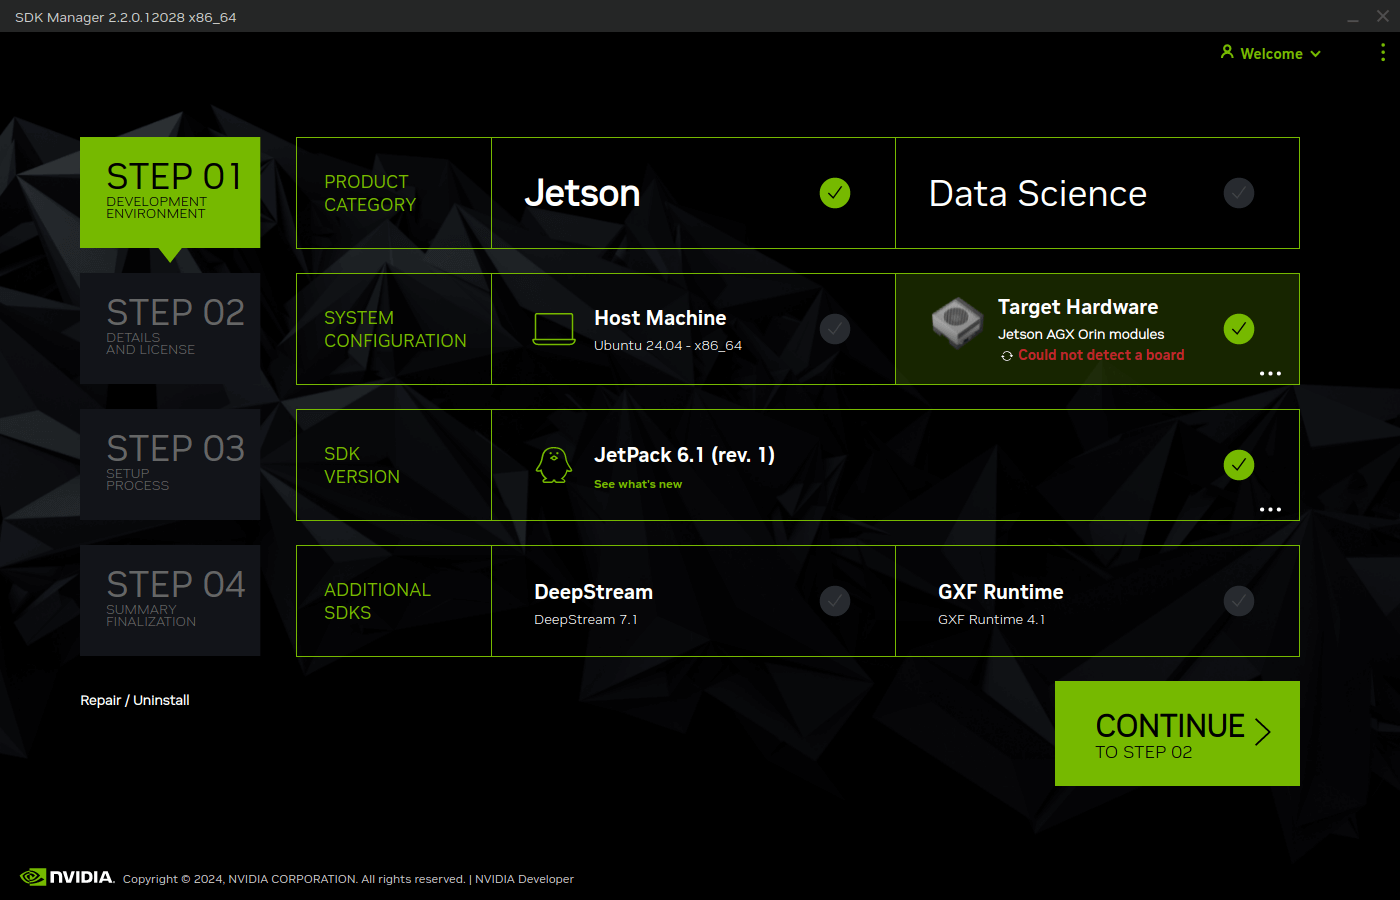 SDK Manager 2.2.0.12028 x86_64
Welcome
STEP 01
DEVELOPMENT
ENVIRONMENT
PRODUCT
CATEGORY
Jetson
Data Science
STEP 02
DETAILS
AND LICENSE
SYSTEM
CONFIGURATION
Host Machine
Ubuntu 24.04 - x86_64
Target Hardware
Jetson AGX Orin modules
Could not detect a board
STEP 03
SETUP
PROCESS
SDK
VERSION
JetPack 6.1 (rev. 1)
See what's new
STEP 04
SUMMARY
FINALIZATION
ADDITIONAL
SDKS
DeepStream
DeepStream 7.1
GXF Runtime
GXF Runtime 4.1
Repair / Uninstall
CONTINUE
TO STEP 02
NVIDIA. Copyright © 2024, NVIDIA CORPORATION. All rights reserved. | NVIDIA Developer